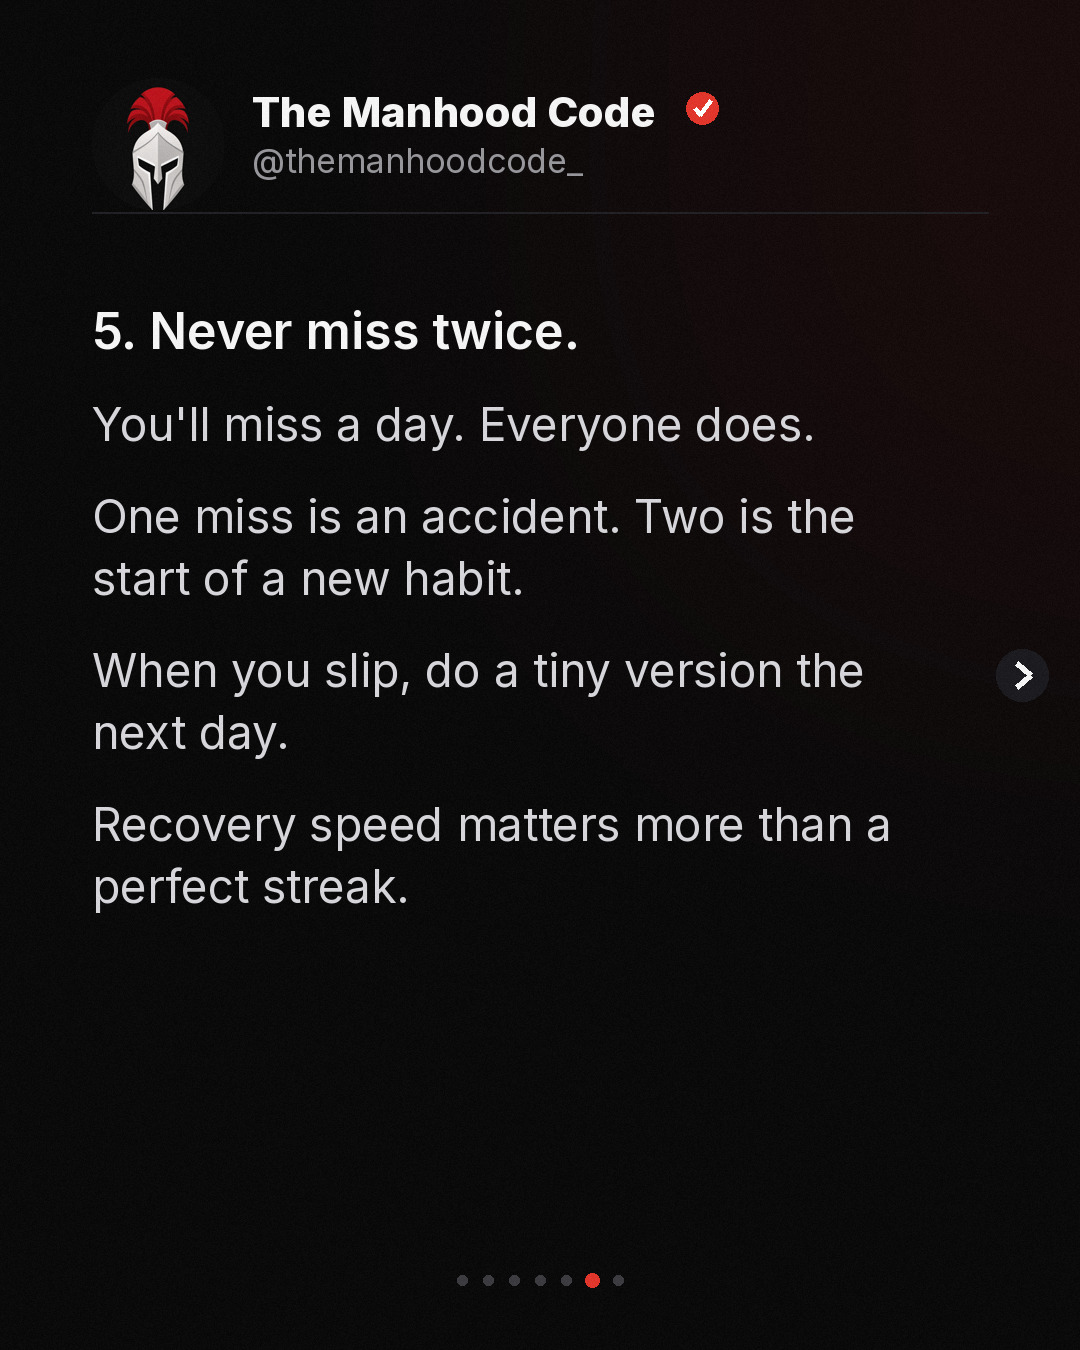 The Manhood Code
@themanhoodcode_
5. Never miss twice.
You'll miss a day. Everyone does.
One miss is an accident. Two is the
start of a new habit.
When you slip, do a tiny version the
next day.
Recovery speed matters more than a
perfect streak.